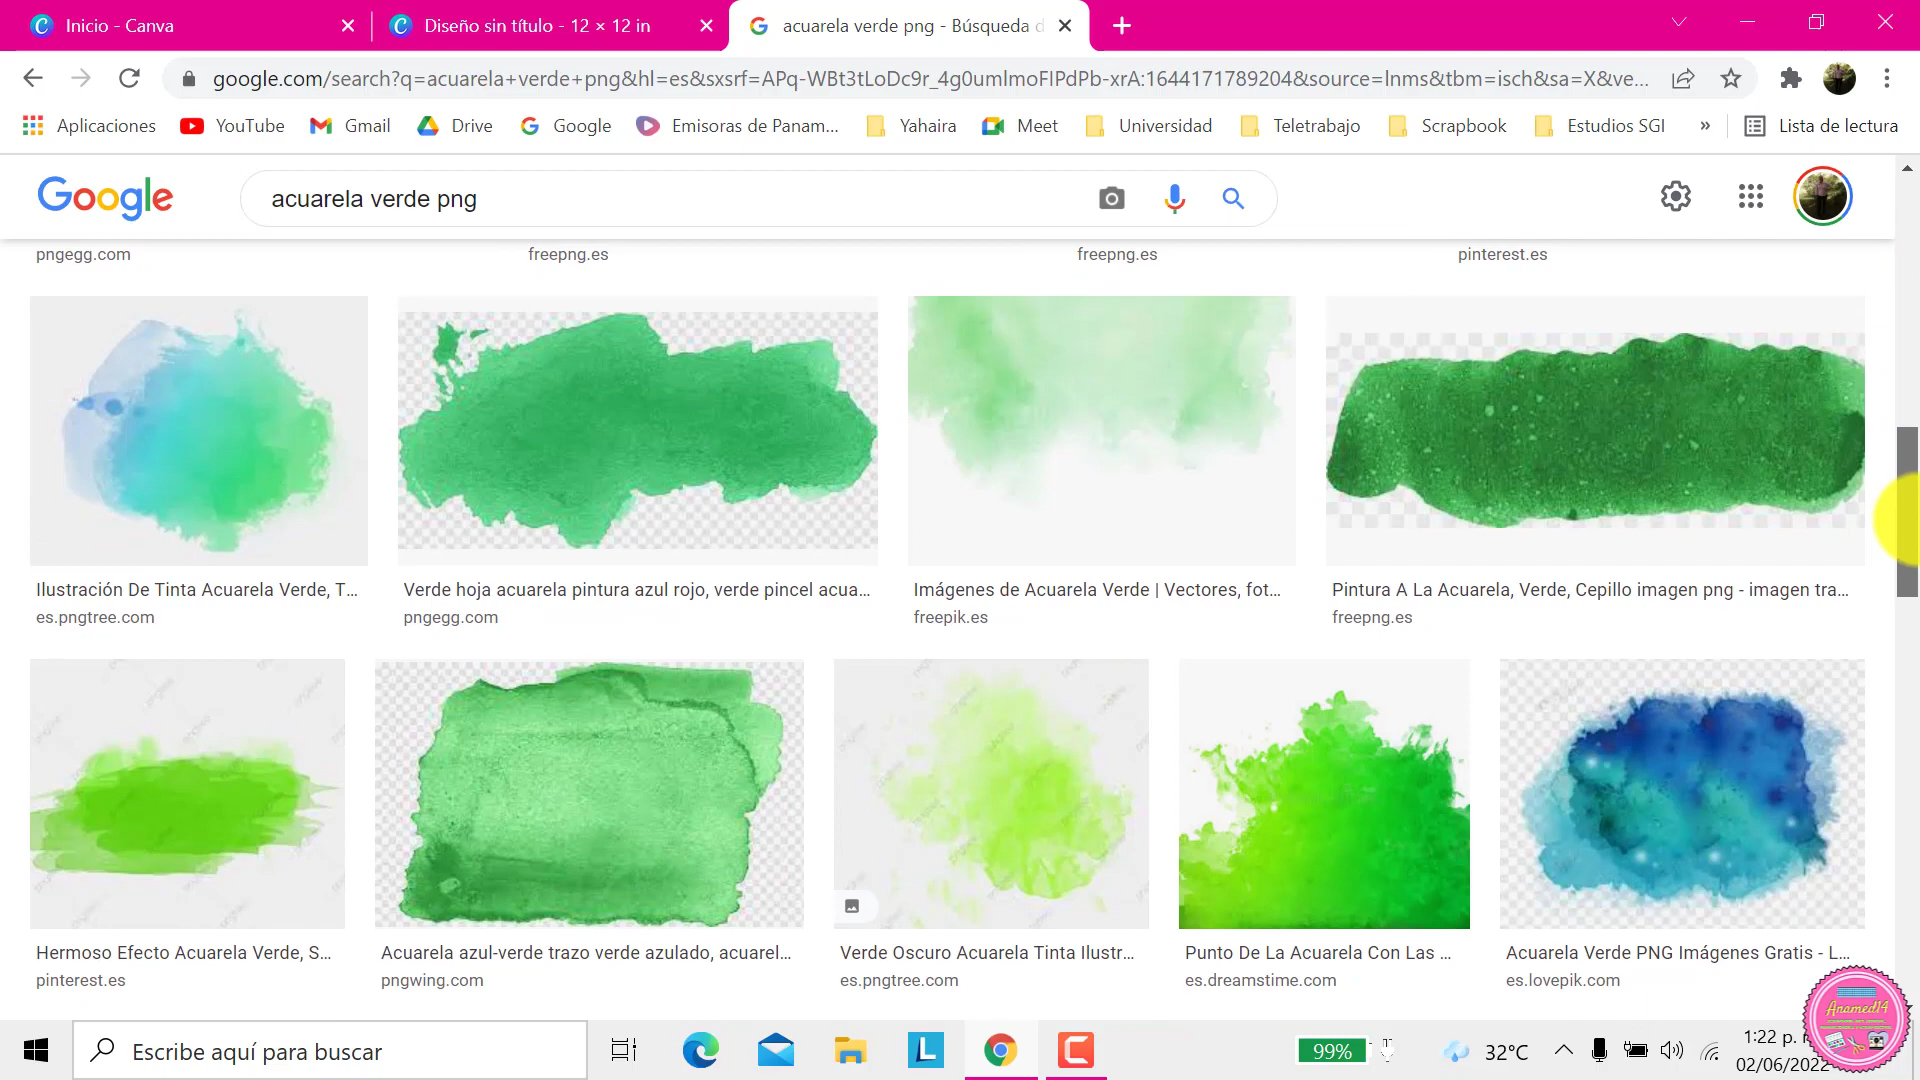 Inicio - Canva
Diseño sin título - 12 × 12 in
acuarela verde png - Búsqueda d
google.com/search?q=acuarela+verde+png&hl=es&sxsrf=APq-WBt3tLoDc9r_4g0umlmoFIPdPb-xrA:1644171789204&source=lnms&tbm=isch&sa=X&ve...
Aplicaciones
YouTube
Gmail
Drive
Google
Emisoras de Panam...
Yahaira
Meet
Universidad
Teletrabajo
Scrapbook
Estudios SGI
»
Lista de lectura
Google
acuarela verde png
pngegg.com
freepng.es
freepng.es
pinterest.es
Ilustración De Tinta Acuarela Verde, T...
es.pngtree.com
Verde hoja acuarela pintura azul rojo, verde pincel acua...
pngegg.com
Imágenes de Acuarela Verde | Vectores, fot...
freepik.es
Pintura A La Acuarela, Verde, Cepillo imagen png - imagen tra...
freepng.es
Hermoso Efecto Acuarela Verde, S...
pinterest.es
Acuarela azul-verde trazo verde azulado, acuarel...
pngwing.com
Verde Oscuro Acuarela Tinta Ilustr...
es.pngtree.com
Punto De La Acuarela Con Las ...
es.dreamstime.com
Acuarela Verde PNG Imágenes Gratis - L...
es.lovepik.com
Anamed14
Escribe aquí para buscar
99%
32°C
1:22 p.
02/06/2022